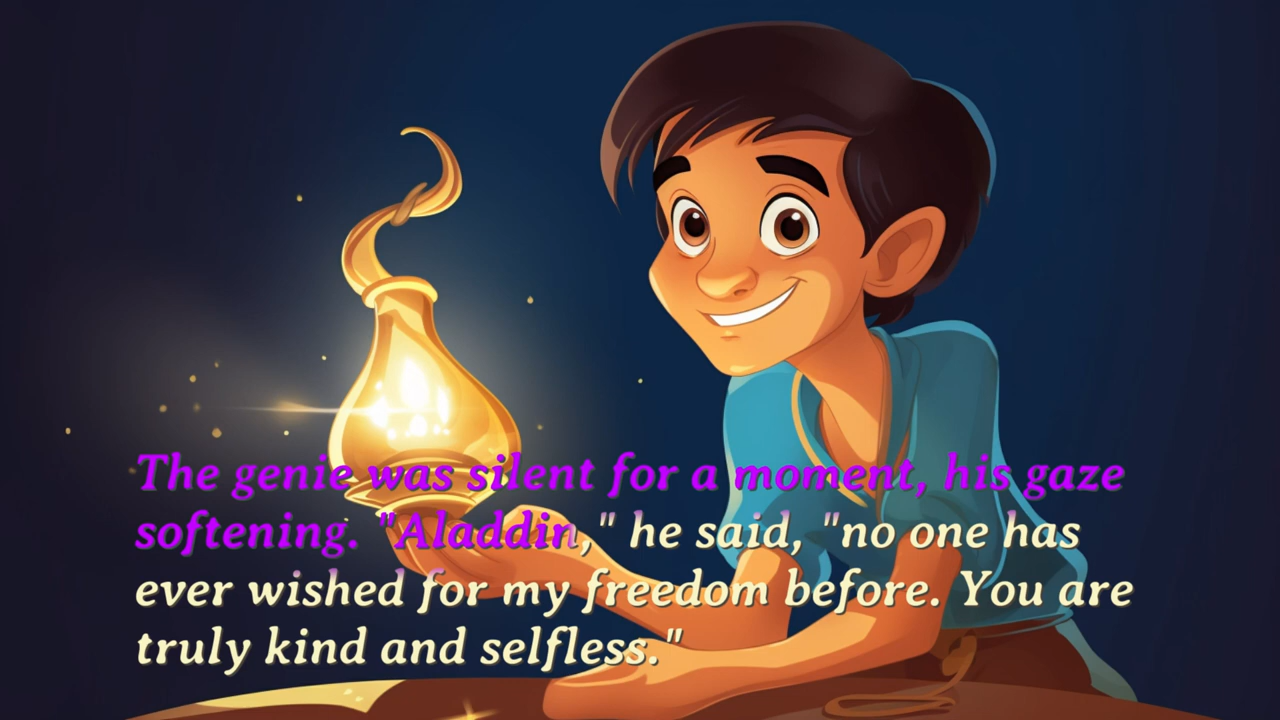 The genie was silent for a moment, his gaze
softening. "Aladdin," he said, "no one has
ever wished for my freedom before. You are
truly kind and selfless."